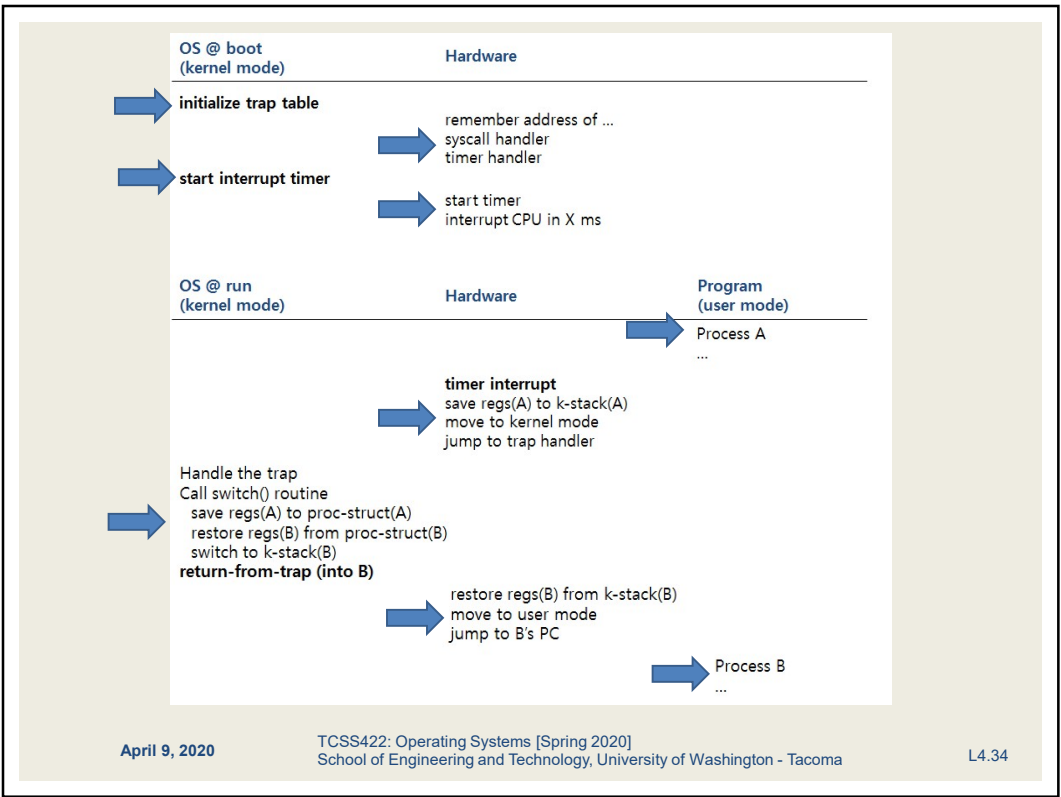 OS @ boot
(kernel mode)
Hardware
initialize trap table
remember address of ...
syscall handler
timer handler
start interrupt timer
start timer
interrupt CPU in X ms
OS @ run
(kernel mode)
Hardware
Program
(user mode)
Process A
...
timer interrupt
save regs(A) to k-stack(A)
move to kernel mode
jump to trap handler
Handle the trap
Call switch() routine
save regs(A) to proc-struct(A)
restore regs(B) from proc-struct(B)
switch to k-stack(B)
return-from-trap (into B)
restore regs(B) from k-stack(B)
move to user mode
jump to B's PC
Process B
...
April 9, 2020
TCSS422: Operating Systems [Spring 2020]
School of Engineering and Technology, University of Washington - Tacoma
L4.34